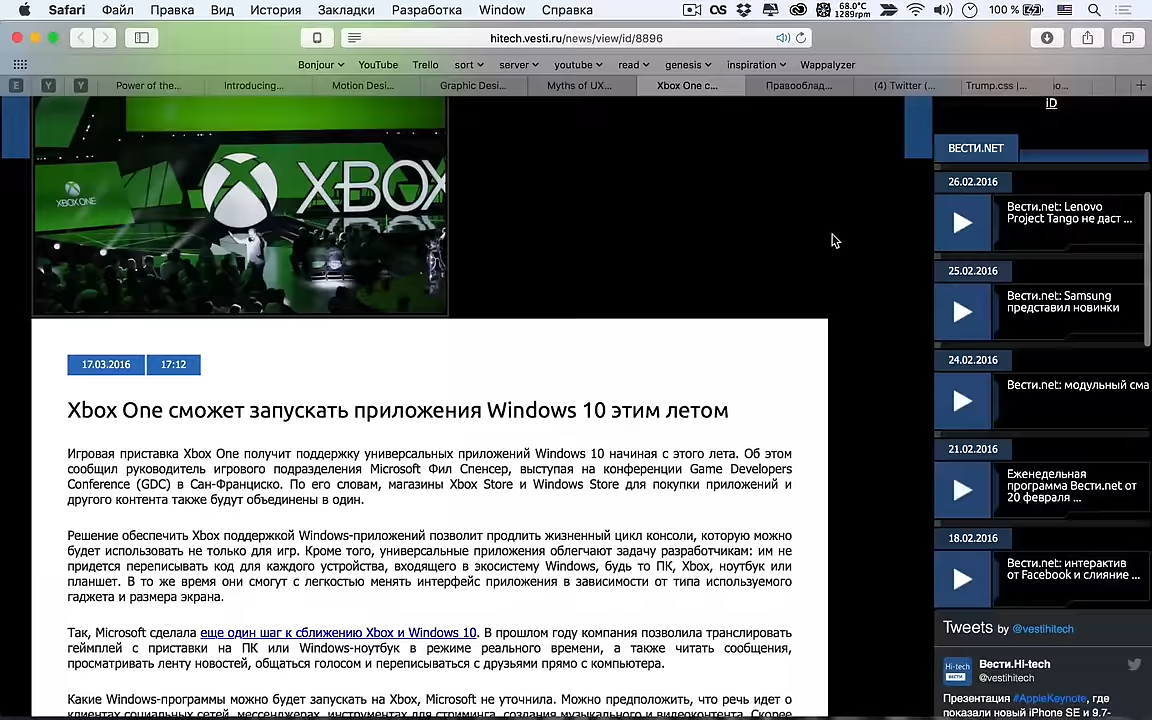 Safari Файл Правка Вид История Закладки Разработка Window Справка
68.0°C
1289rpm
100 %
hitech.vesti.ru/news/view/id/8896
Bonjour YouTube Trello sort server youtube read genesis inspiration Wappalyzer
E Y Y Power of the... Introducing... Motion Desi... Graphic Desi... Myths of UX... Xbox One c... Правооблад... (4) Twitter (... Trump.css |...
iD
XBOX
XBOX ONE
17.03.2016 17:12
Xbox One сможет запускать приложения Windows 10 этим летом
Игровая приставка Xbox One получит поддержку универсальных приложений Windows 10 начиная с этого лета. Об этом
сообщил руководитель игрового подразделения Microsoft Фил Спенсер, выступая на конференции Game Developers
Conference (GDC) в Сан-Франциско. По его словам, магазины Xbox Store и Windows Store для покупки приложений и
другого контента также будут объединены в один.
Решение обеспечить Xbox поддержкой Windows-приложений позволит продлить жизненный цикл консоли, которую можно
будет использовать не только для игр. Кроме того, универсальные приложения облегчают задачу разработчикам: им не
придется переписывать код для каждого устройства, входящего в экосистему Windows, будь то ПК, Xbox, ноутбук или
планшет. В то же время они смогут с легкостью менять интерфейс приложения в зависимости от типа используемого
гаджета и размера экрана.
Так, Microsoft сделала еще один шаг к сближению Xbox и Windows 10. В прошлом году компания позволила транслировать
геймплей с приставки на ПК или Windows-ноутбук в режиме реального времени, а также читать сообщения,
просматривать ленту новостей, общаться голосом и переписываться с друзьями прямо с компьютера.
Какие Windows-программы можно будет запускать на Xbox, Microsoft не уточнила. Можно предположить, что речь идет о
клиентах социальных сетей, мессенджерах, инструментах для стриминга, создания музыкального и видеоконтента. Скорее
ВЕСТИ.NET
26.02.2016
Вести.net: Lenovo
Project Tango не даст ...
25.02.2016
Вести.net: Samsung
представил новинки
24.02.2016
Вести.net: модульный сма
21.02.2016
Еженедельная
программа Вести.net от
20 февраля ...
18.02.2016
Вести.net: интерактив
от Facebook и слияние ...
Tweets by @vestihitech
Hi-tech
ВЕСТИ
Вести.Hi-tech
@vestihitech
Презентация #AppleKeynote, где
показали новый iPhone SE и 9,7-